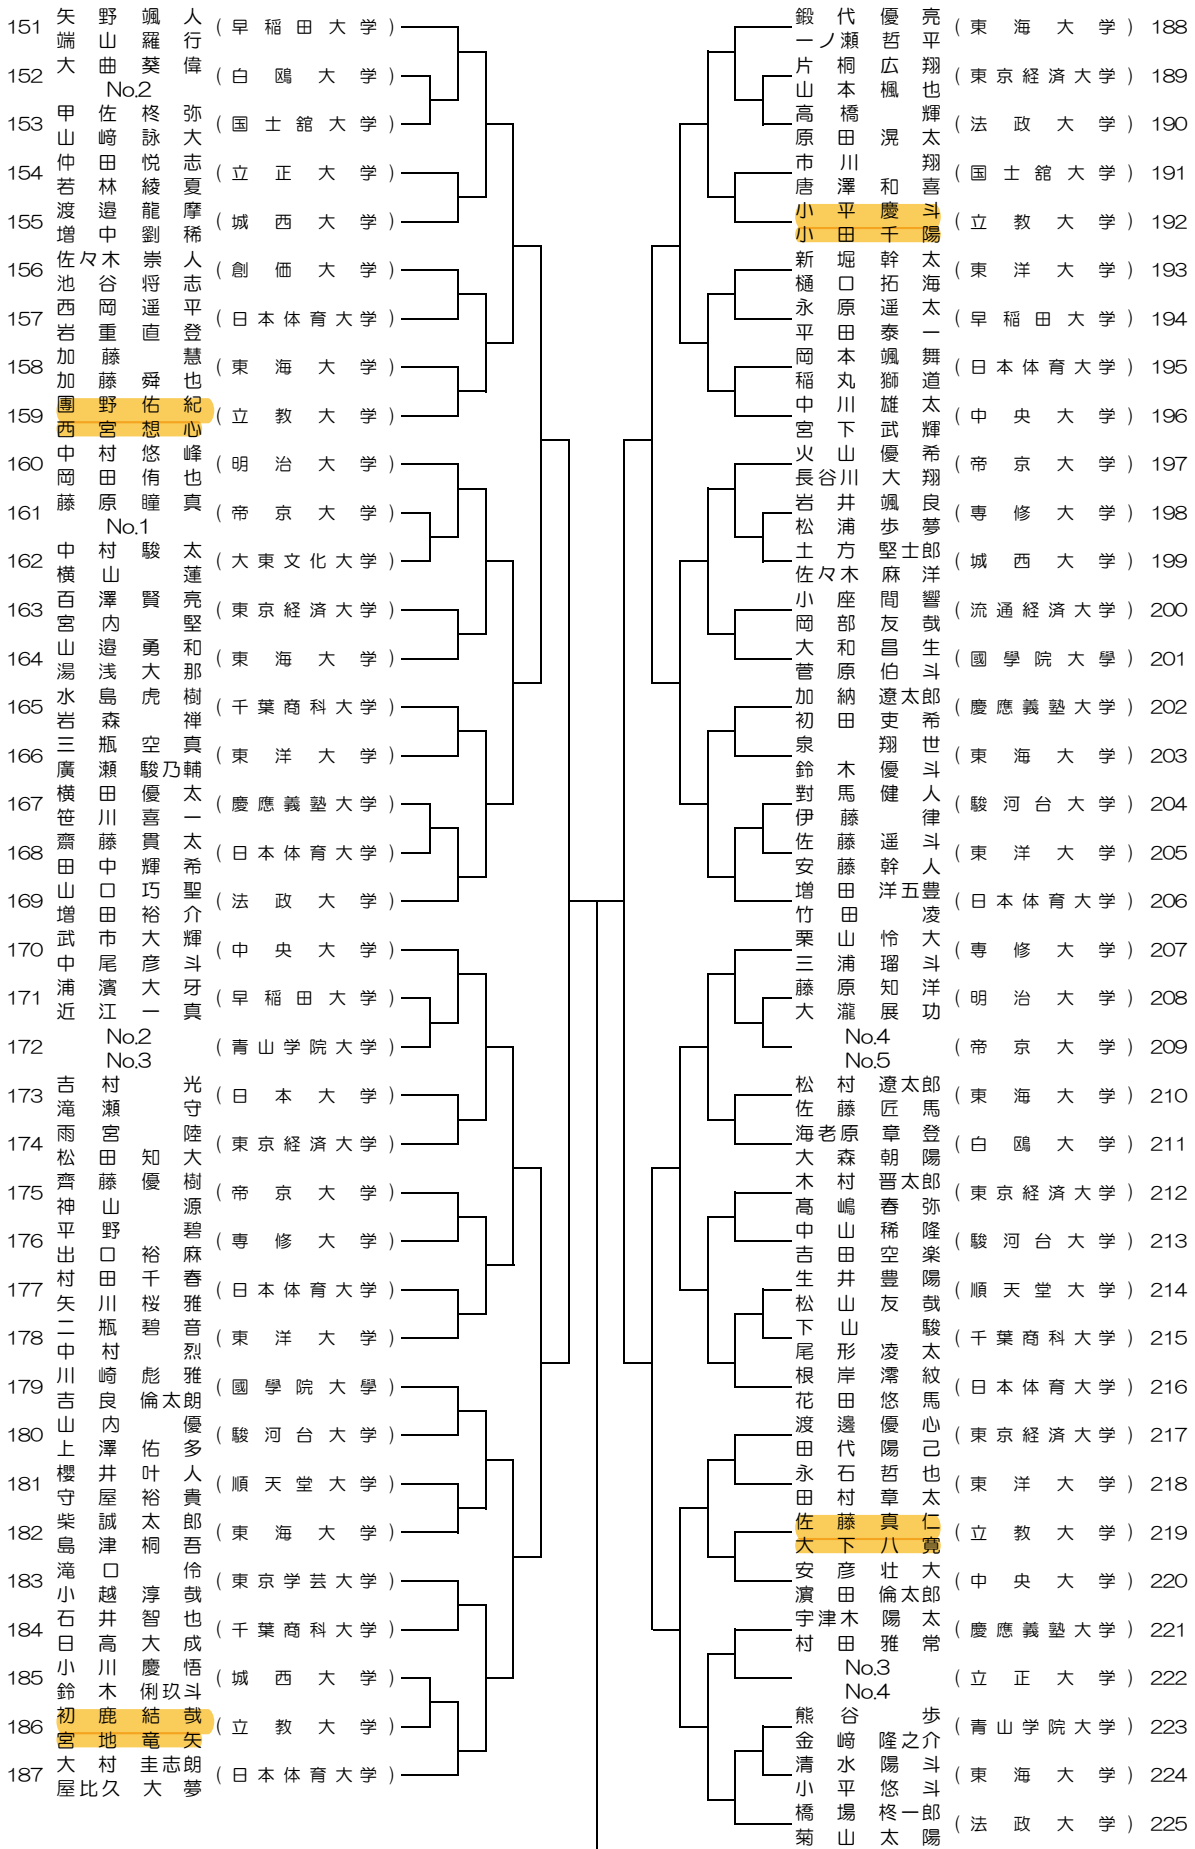 151 矢野颯人 (早稲田大学)
端山羅行
152 大曲葵偉 (白鴎大学)
No.2
153 甲佐柊弥 (国士舘大学)
山﨑詠大
154 仲田悦志 (立正大学)
若林綾夏
155 渡邉龍摩 (城西大学)
増中劉稀
156 佐々木崇人 (創価大学)
池谷将志
157 西岡遥平 (日本体育大学)
岩重直登
158 加藤慧 (東海大学)
加藤舜也
159 團野佑紀 (立教大学)
西宮想心
160 中村悠峰 (明治大学)
岡田侑也
161 藤原瞳真 (帝京大学)
No.1
162 中村駿太 (大東文化大学)
横山蓮
163 百澤賢亮 (東京経済大学)
宮内堅
164 山邉勇和 (東海大学)
湯浅大那
165 水島虎樹 (千葉商科大学)
岩森禅
166 三瓶空真 (東洋大学)
廣瀬駿乃輔
167 横田優太 (慶應義塾大学)
笹川喜一
168 齋藤貫太 (日本体育大学)
田中輝希
169 山口巧聖 (法政大学)
増田裕介
170 武市大輝 (中央大学)
中尾彦斗
171 浦濱大牙 (早稲田大学)
近江一真
172 No.2 (青山学院大学)
No.3
173 吉村光 (日本大学)
滝瀬守
174 雨宮陸 (東京経済大学)
松田知大
175 齊藤優樹 (帝京大学)
神山源
176 平野碧 (専修大学)
出口裕麻
177 村田千春 (日本体育大学)
矢川桜雅
178 二瓶碧音 (東洋大学)
中村烈
179 川崎彪雅 (國學院大學)
吉良倫太朗
180 山内優 (駿河台大学)
上澤佑多
181 櫻井叶人 (順天堂大学)
守屋裕貴
182 柴誠太郎 (東海大学)
島津桐吾
183 滝口伶 (東京学芸大学)
小越淳哉
184 石井智也 (千葉商科大学)
日高大成
185 小川慶悟 (城西大学)
鈴木俐玖斗
186 初鹿結哉 (立教大学)
宮地竜矢
187 大村圭志朗 (日本体育大学)
屋比久大夢
鍛代優亮 (東海大学) 188
一ノ瀬哲平
片桐広翔 (東京経済大学) 189
山本楓也
高橋輝 (法政大学) 190
原田滉太
市川翔 (国士舘大学) 191
唐澤和喜
小平慶斗 (立教大学) 192
小田千陽
新堀幹太 (東洋大学) 193
樋口拓海
永原遥太 (早稲田大学) 194
平田泰一
岡本颯舞 (日本体育大学) 195
稲丸獅道
中川雄太 (中央大学) 196
宮下武輝
火山優希 (帝京大学) 197
長谷川大翔
岩井颯良 (専修大学) 198
松浦歩夢
土方堅士郎 (城西大学) 199
佐々木麻洋
小座間響 (流通経済大学) 200
岡部友哉
大和昌生 (國學院大學) 201
菅原伯斗
加納遼太郎 (慶應義塾大学) 202
初田吏希
泉翔世 (東海大学) 203
鈴木優斗
對馬健人 (駿河台大学) 204
伊藤律
佐藤遥斗 (東洋大学) 205
安藤幹人
増田洋五豊 (日本体育大学) 206
竹田凌
栗山怜大 (専修大学) 207
三浦瑠斗
藤原知洋 (明治大学) 208
大瀧展功
No.4 (帝京大学) 209
No.5
松村遼太郎 (東海大学) 210
佐藤匠馬
海老原章登 (白鴎大学) 211
大森朝陽
木村晋太郎 (東京経済大学) 212
髙嶋春弥
中山稀隆 (駿河台大学) 213
吉田空楽
生井豊陽 (順天堂大学) 214
松山友哉
下山駿 (千葉商科大学) 215
尾形凌太
根岸澪紋 (日本体育大学) 216
花田悠馬
渡邊優心 (東京経済大学) 217
田代陽己
永石哲也 (東洋大学) 218
田村章太
佐藤真仁 (立教大学) 219
大下八寛
安彦壮大 (中央大学) 220
濵田倫太郎
宇津木陽太 (慶應義塾大学) 221
村田雅常
No.3 (立正大学) 222
No.4
熊谷歩 (青山学院大学) 223
金﨑隆之介
清水陽斗 (東海大学) 224
小平悠斗
橋場柊一郎 (法政大学) 225
菊山太陽